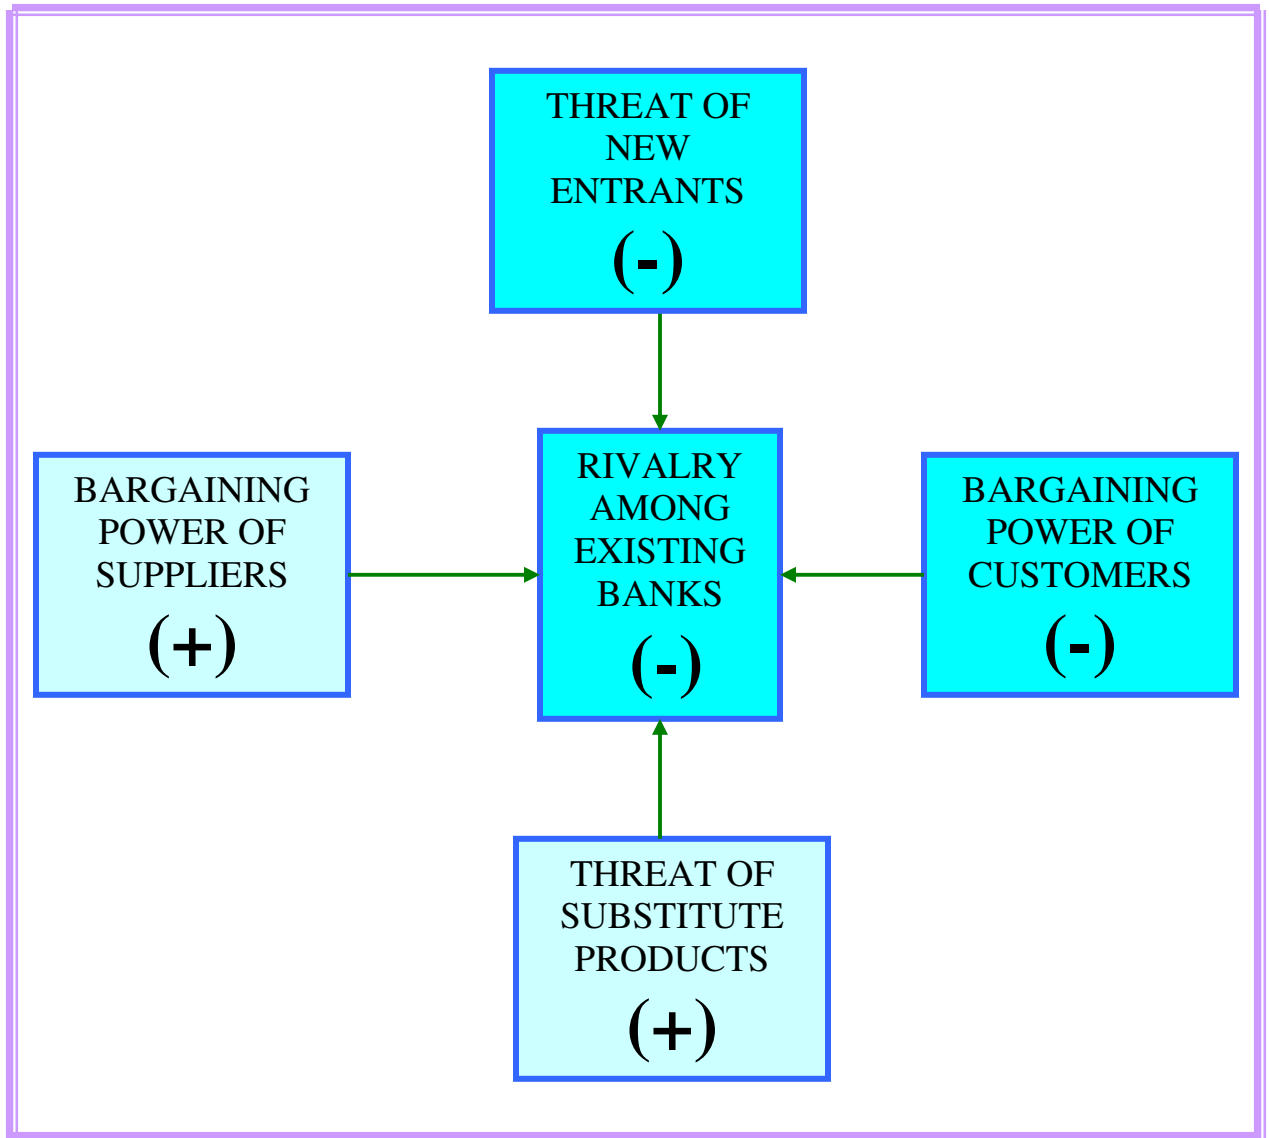 THREAT OF
NEW
ENTRANTS
(-)
BARGAINING
POWER OF
SUPPLIERS
(+)
RIVALRY
AMONG
EXISTING
BANKS
(-)
BARGAINING
POWER OF
CUSTOMERS
(-)
THREAT OF
SUBSTITUTE
PRODUCTS
(+)